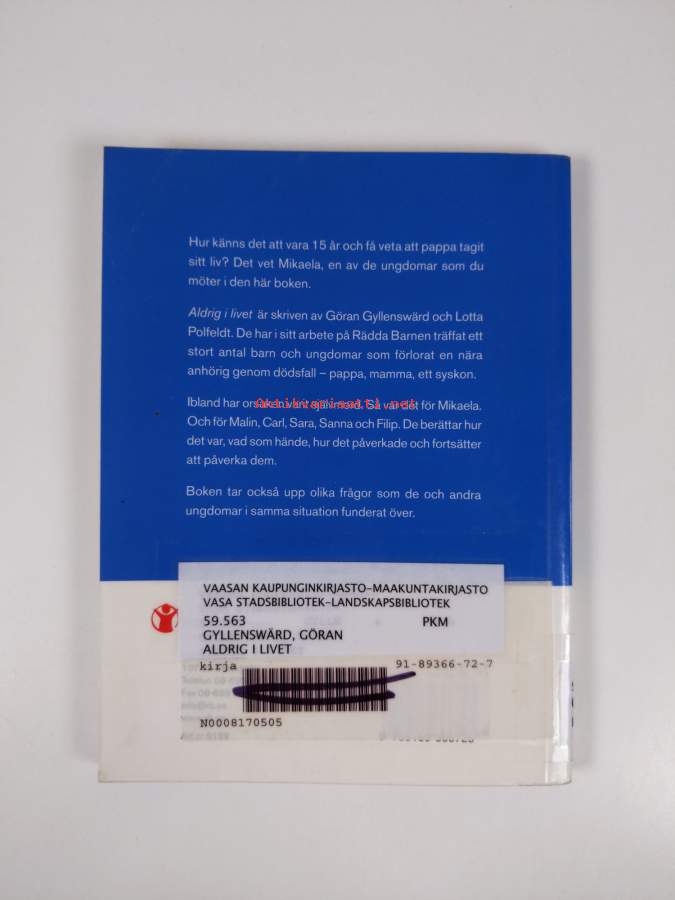 Hur känns det att vara 15 år och få veta att pappa tagit
sitt liv? Det vet Mikaela, en av de ungdomar som du
möter i den här boken.
Aldrig i livet är skriven av Göran Gyllenswärd och Lotta
Polfeldt. De har i sitt arbete på Rädda Barnen träffat ett
stort antal barn och ungdomar som förlorat en nära
anhörig genom dödsfall – pappa, mamma, ett syskon.
Ibland har orsaken varit självmord. Så var det för Mikaela.
Och för Malin, Carl, Sara, Sanna och Filip. De berättar hur
det var, vad som hände, hur det påverkade och fortsätter
att påverka dem.
Boken tar också upp olika frågor som de och andra
ungdomar i samma situation funderat över.
VAASAN KAUPUNGINKIRJASTO–MAAKUNTAKIRJASTO
VASA STADSBIBLIOTEK–LANDSKAPSBIBLIOTEK
59.563 PKM
GYLLENSWÄRD, GÖRAN
ALDRIG I LIVET
kirja 91-89366-72-7
N0008170505